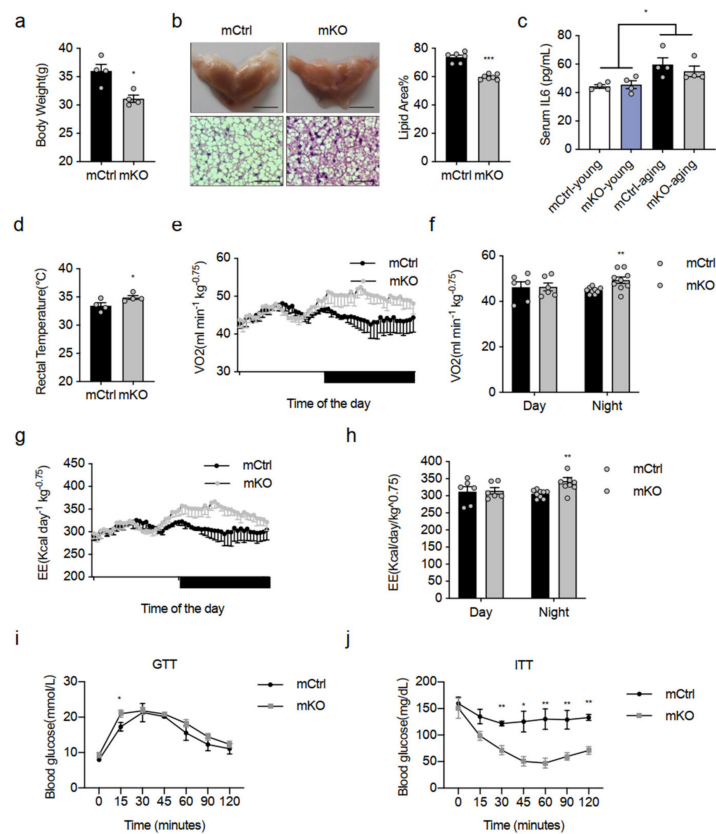 a
Body Weight(g)
40
35
30
25
20
*
mCtrl mKO
b
mCtrl
mKO
Lipid Area%
80
60
40
20
0
***
mCtrl mKO
c
Serum IL6 (pg/mL)
80
60
40
20
0
*
mCtrl-young
mKO-young
mCtrl-aging
mKO-aging
d
Rectal Temperature(°C)
40
35
30
25
20
*
mCtrl mKO
e
VO2(ml min-1 kg-0.75)
60
50
40
30
mCtrl
mKO
Time of the day
f
VO2(ml min-1 kg-0.75)
60
40
20
0
**
mCtrl
mKO
Day
Night
g
EE(Kcal day-1 kg-0.75)
450
400
350
300
250
200
mCtrl
mKO
Time of the day
h
EE(Kcal/day/kg^0.75)
400
350
300
250
200
150
100
50
0
**
mCtrl
mKO
Day
Night
i
GTT
Blood glucose(mmol/L)
30
20
10
0
*
mCtrl
mKO
0 15 30 45 60 90 120
Time (minutes)
j
ITT
Blood glucose(mg/dL)
200
150
100
50
0
** * ** ** **
mCtrl
mKO
0 15 30 45 60 90 120
Time (minutes)